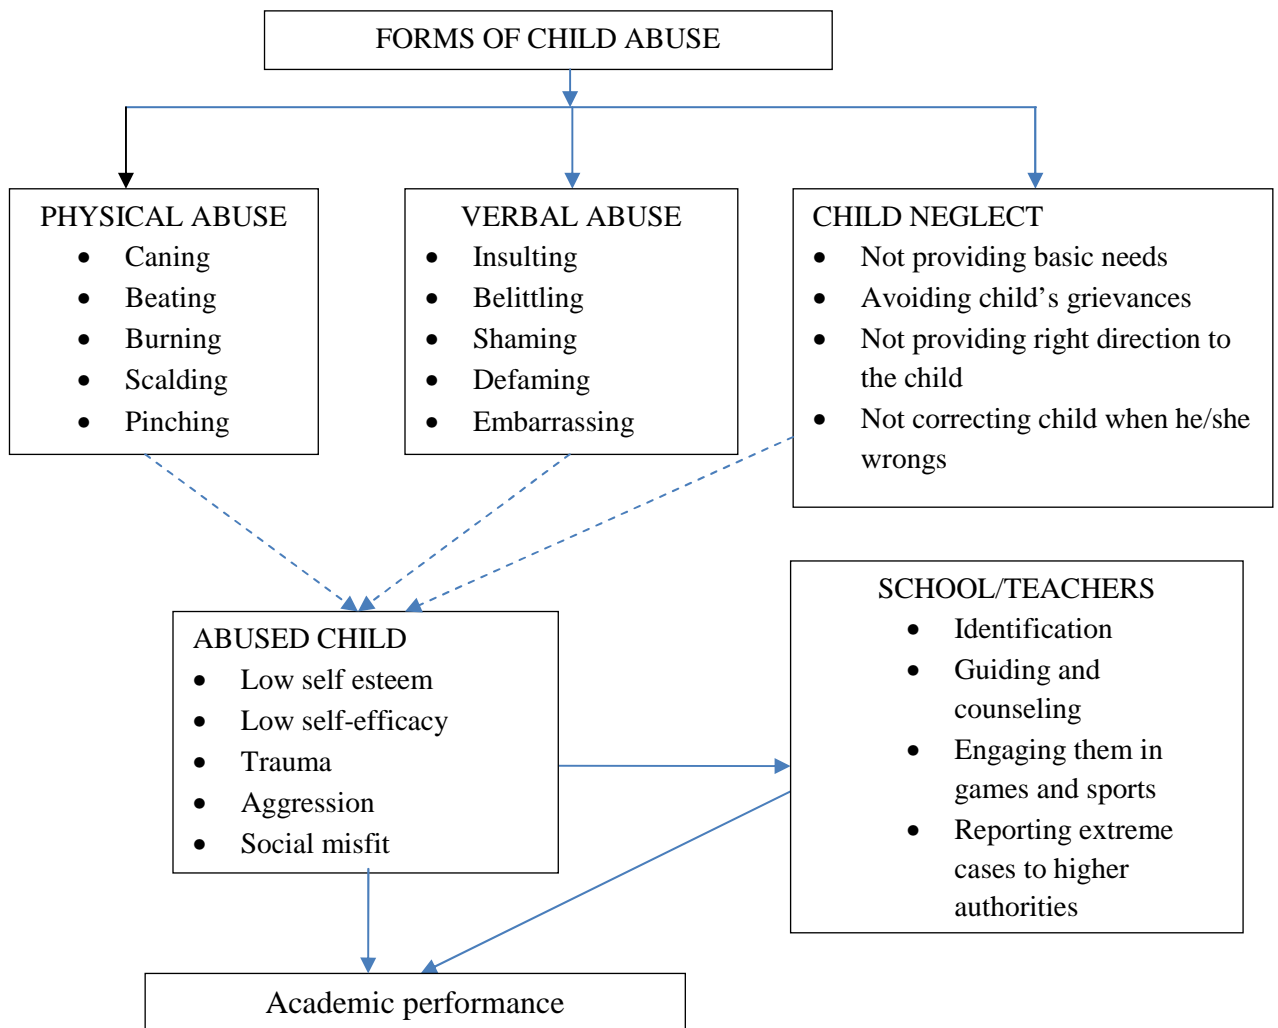 FORMS OF CHILD ABUSE
PHYSICAL ABUSE
• Caning
• Beating
• Burning
• Scalding
• Pinching
VERBAL ABUSE
• Insulting
• Belittling
• Shaming
• Defaming
• Embarrassing
CHILD NEGLECT
• Not providing basic needs
• Avoiding child’s grievances
• Not providing right direction to
the child
• Not correcting child when he/she
wrongs
ABUSED CHILD
• Low self esteem
• Low self-efficacy
• Trauma
• Aggression
• Social misfit
SCHOOL/TEACHERS
• Identification
• Guiding and
counseling
• Engaging them in
games and sports
• Reporting extreme
cases to higher
authorities
Academic performance